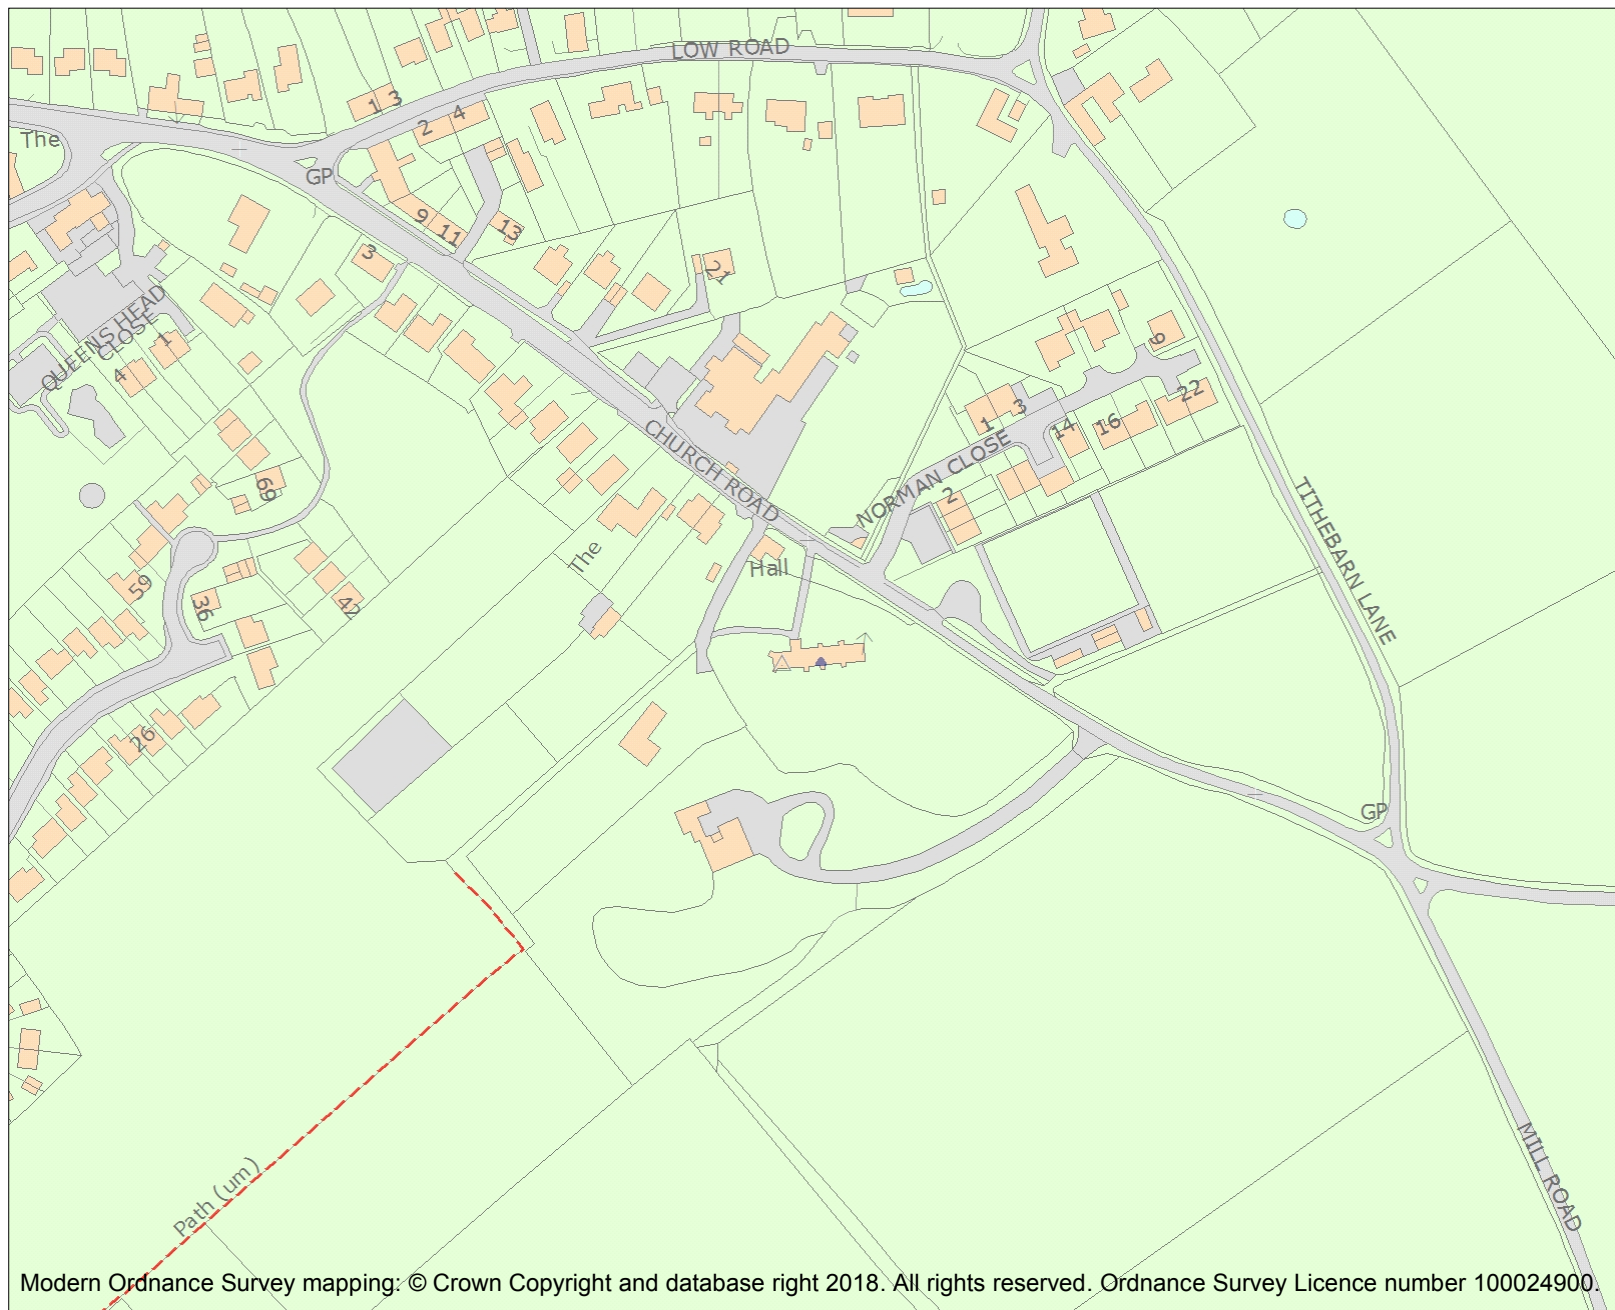 LOW ROAD
1 3
2 4
The
GP
9
11
13
3
21
QUEENS HEAD
CLOSE
1
4
9
22
1
3
14
16
CHURCH ROAD
NORMAN CLOSE
2
69
TITHEBARN LANE
The
Hall
59
36
42
26
GP
MILL ROAD
Path (um)
Modern Ordnance Survey mapping: © Crown Copyright and database right 2018. All rights reserved. Ordnance Survey Licence number 100024900.